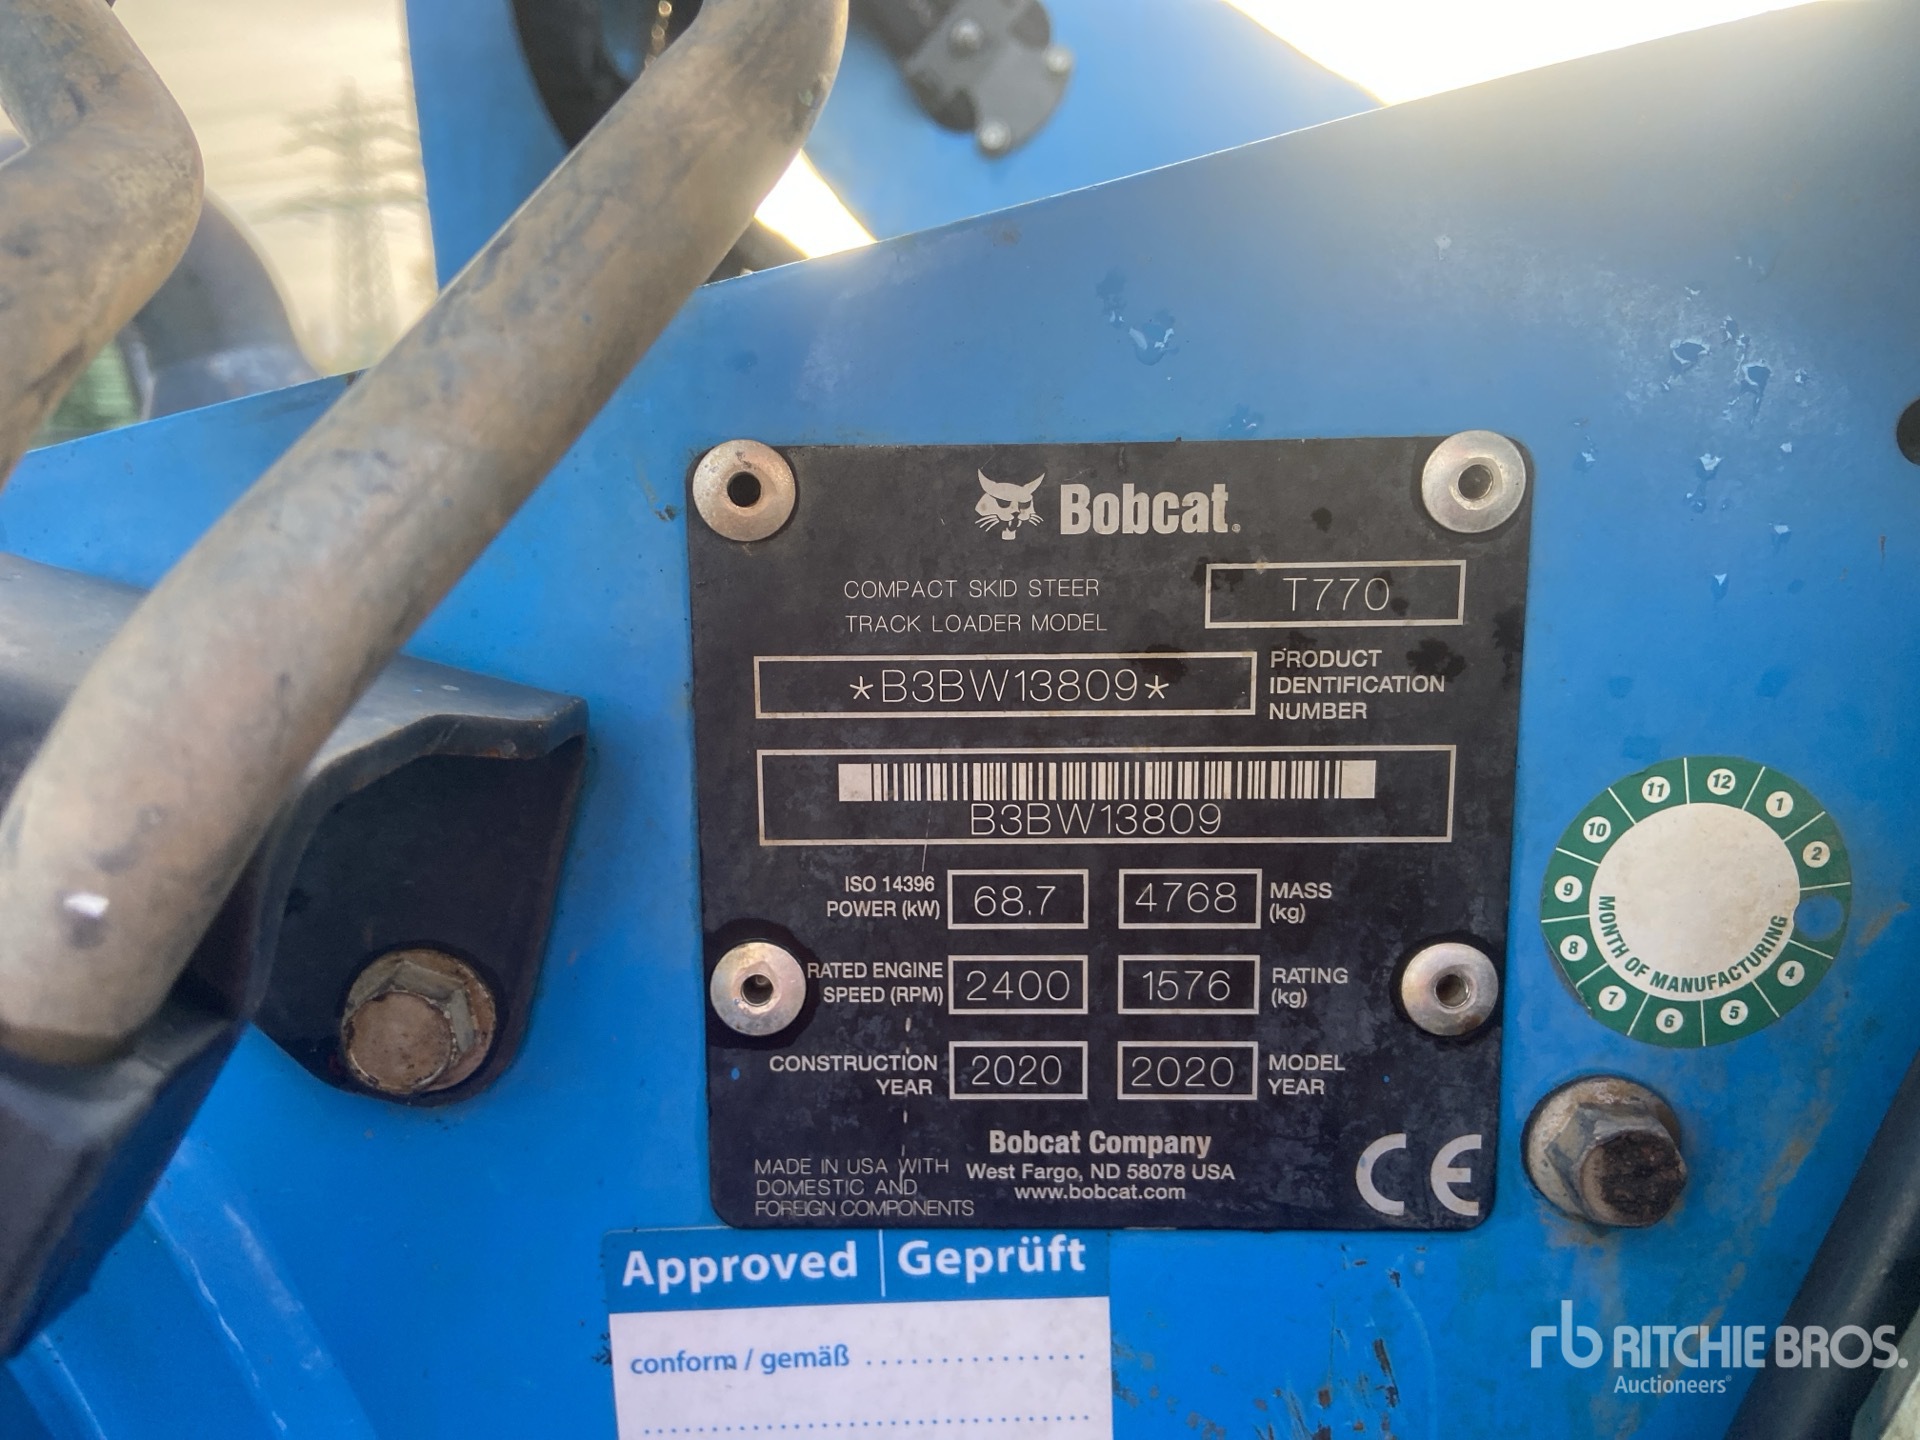 Bobcat®
COMPACT SKID STEER
TRACK LOADER MODEL
T770
*B3BW13809*
PRODUCT
IDENTIFICATION
NUMBER
B3BW13809
ISO 14396
POWER (kW)
68.7
4768
MASS
(kg)
RATED ENGINE
SPEED (RPM)
2400
1576
RATING
(kg)
CONSTRUCTION
YEAR
2020
2020
MODEL
YEAR
Bobcat Company
West Fargo, ND 58078 USA
www.bobcat.com
MADE IN USA WITH
DOMESTIC AND
FOREIGN COMPONENTS
CE
11 12 1 2 4 5 6 7 8 9 10
MONTH OF MANUFACTURING
Approved | Geprüft
conform / gemäß ....................
rb RITCHIE BROS.
Auctioneers®